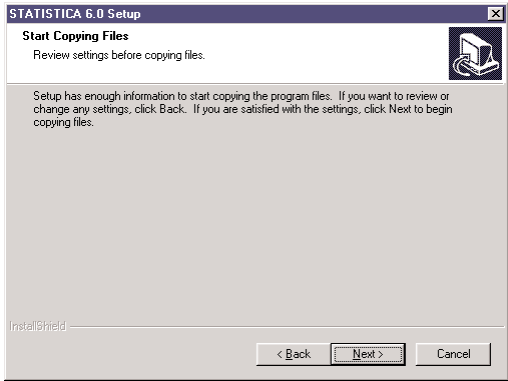 STATISTICA 6.0 Setup
Start Copying Files
Review settings before copying files.
Setup has enough information to start copying the program files. If you want to review or
change any settings, click Back. If you are satisfied with the settings, click Next to begin
copying files.
InstallShield
< Back
Next >
Cancel